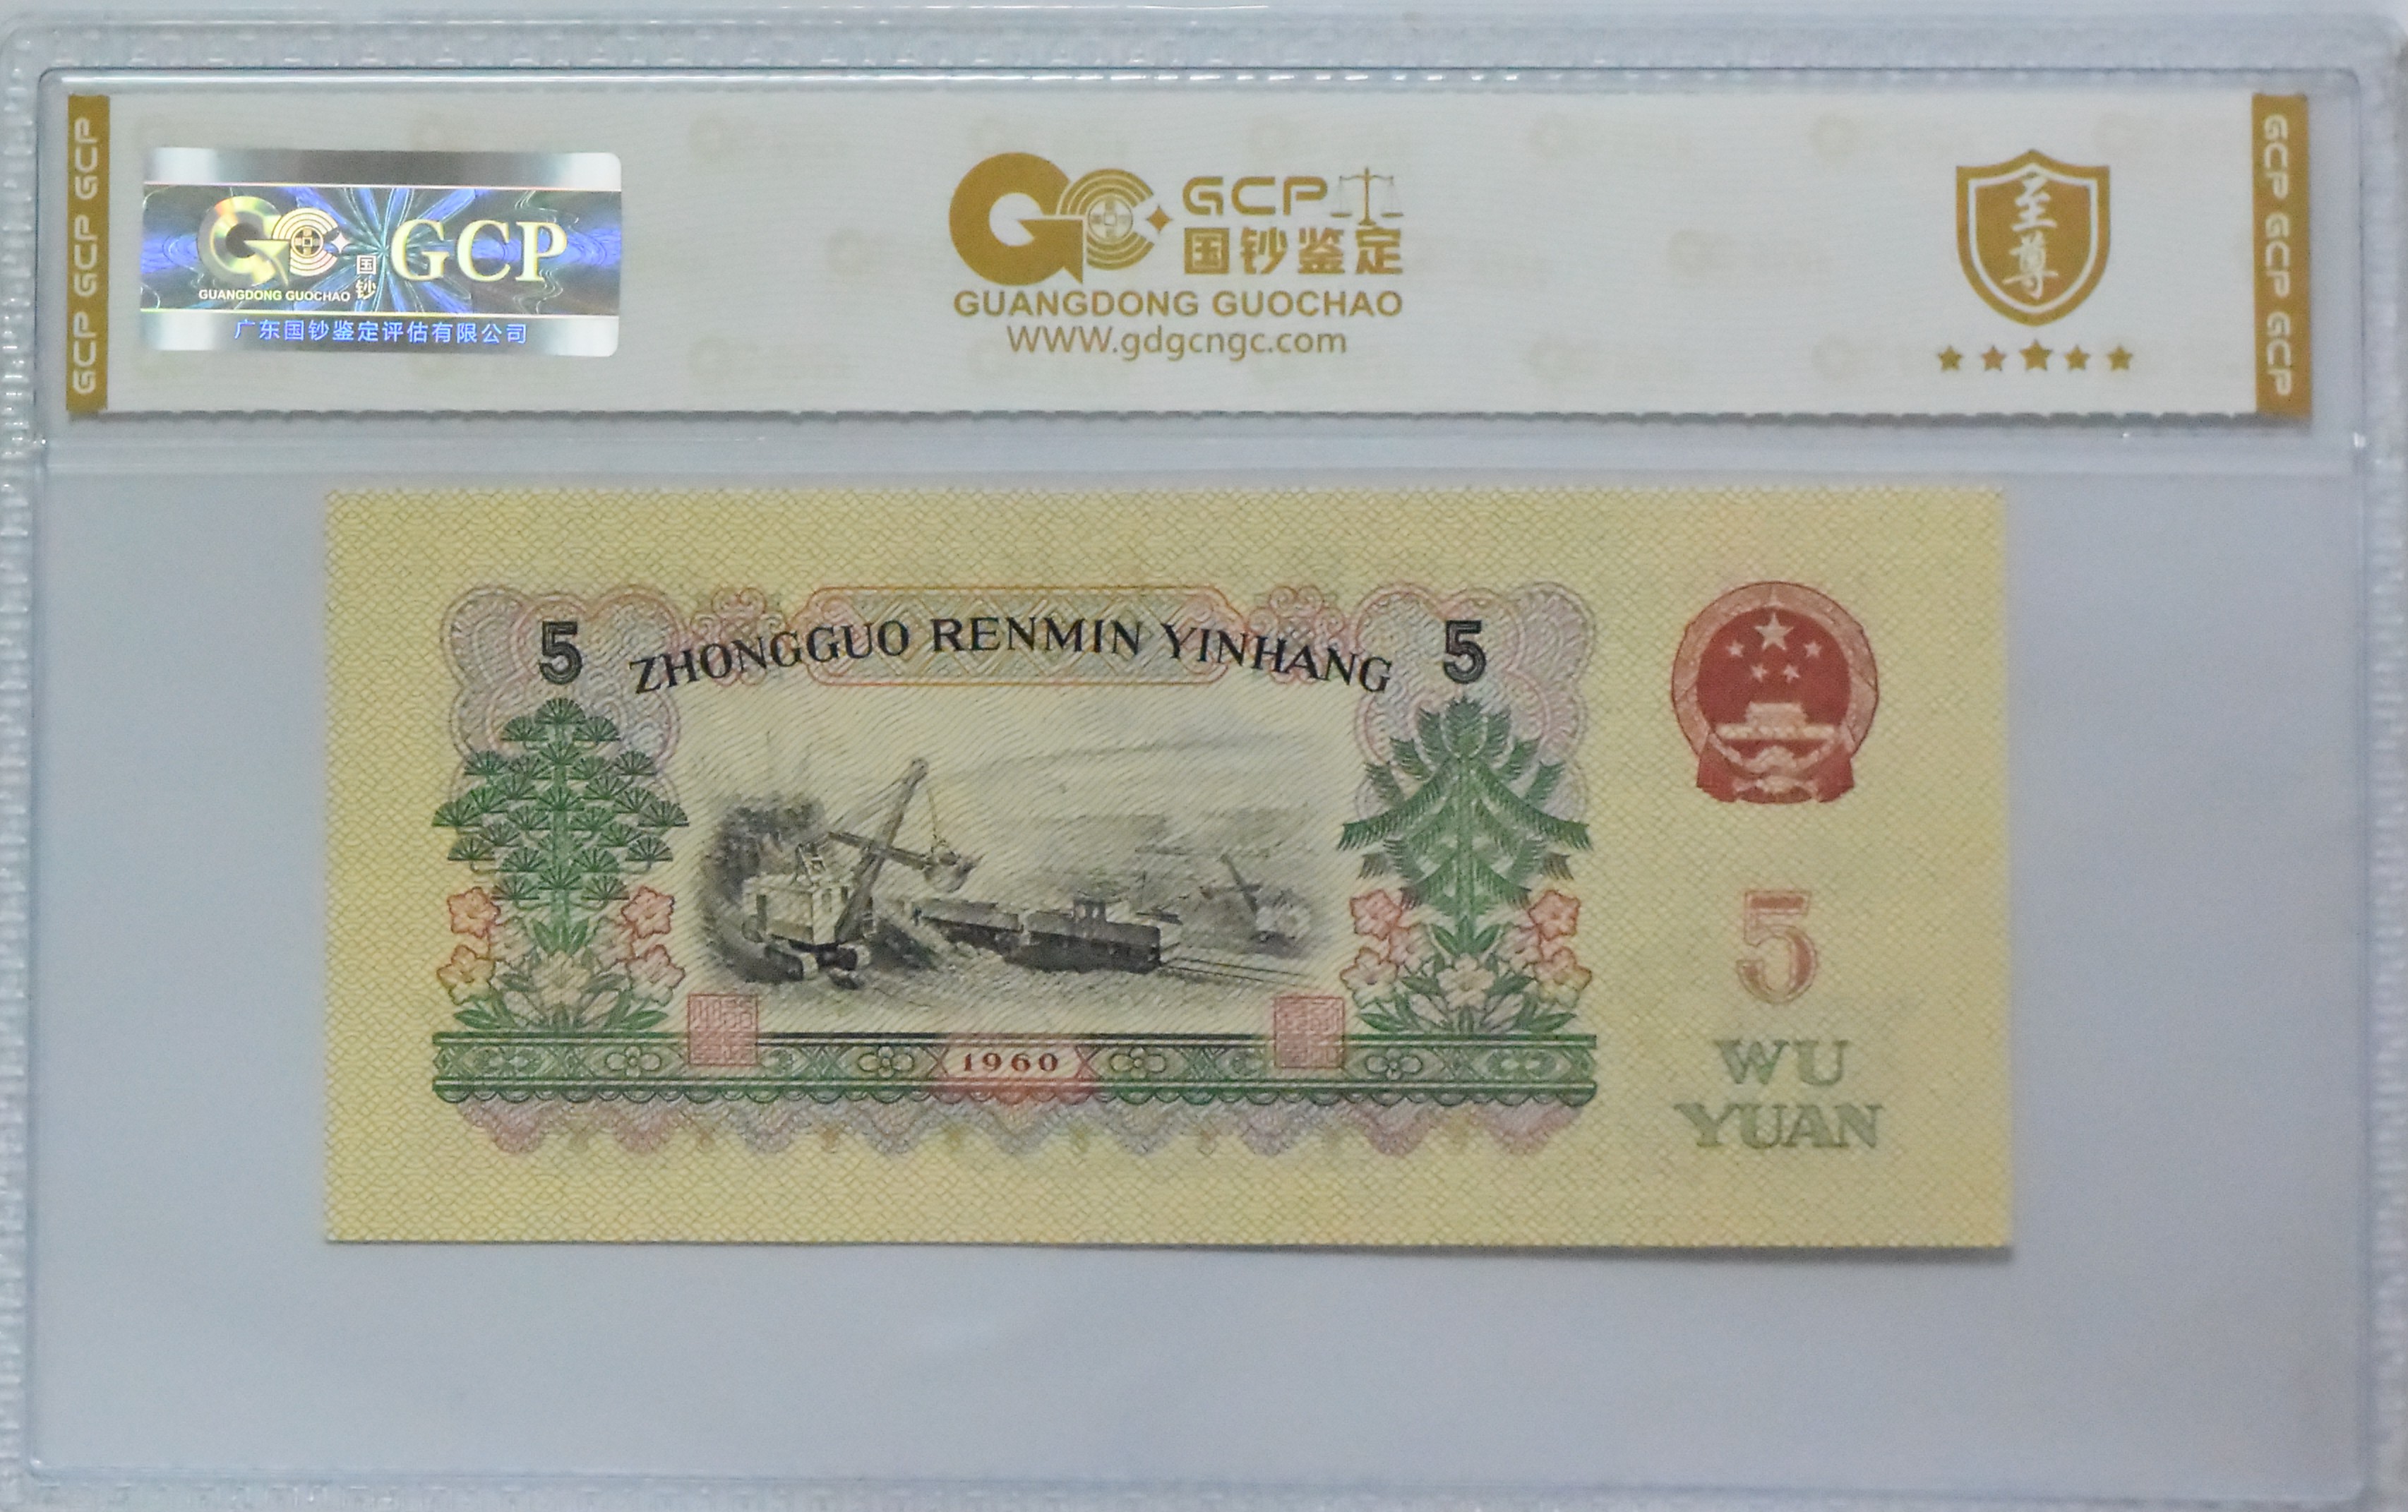 GCP GCP GCP
GCP
国钞
GUANGDONG GUOCHAO
广东国钞鉴定评估有限公司
GCP
国钞鉴定
GUANGDONG GUOCHAO
WWW.gdgcngc.com
至尊
GCP GCP GCP
5
ZHONGGUO RENMIN YINHANG
5
1960
5
WU
YUAN